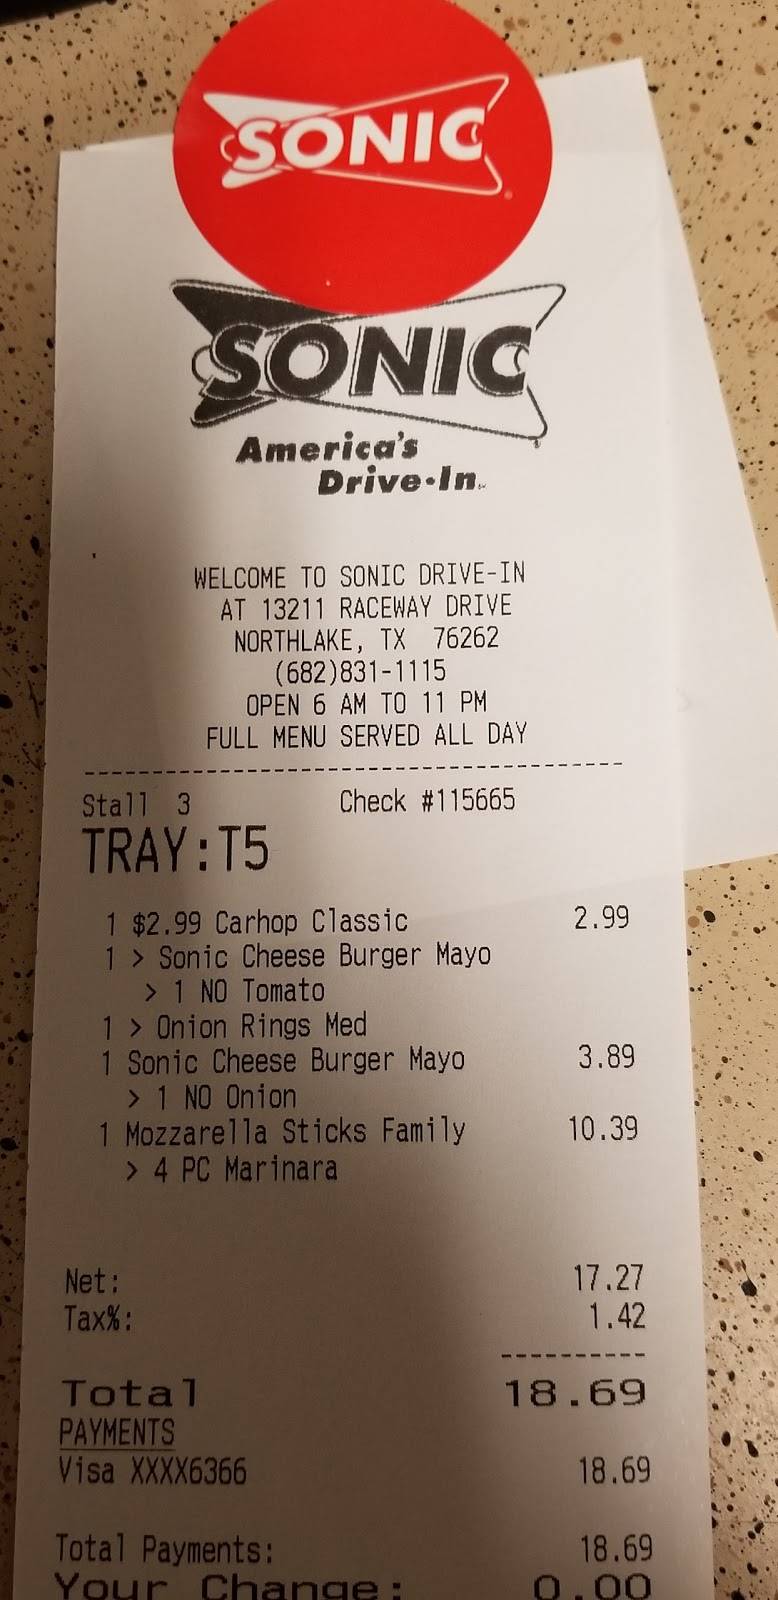 SONIC
SONIC
America's
Drive-In
WELCOME TO SONIC DRIVE-IN
AT 13211 RACEWAY DRIVE
NORTHLAKE, TX 76262
(682)831-1115
OPEN 6 AM TO 11 PM
FULL MENU SERVED ALL DAY
Stall 3 Check #115665
TRAY:T5
1 $2.99 Carhop Classic 2.99
1 > Sonic Cheese Burger Mayo
> 1 NO Tomato
1 > Onion Rings Med
1 Sonic Cheese Burger Mayo 3.89
> 1 NO Onion
1 Mozzarella Sticks Family 10.39
> 4 PC Marinara
Net: 17.27
Tax%: 1.42
Total 18.69
PAYMENTS
Visa XXXX6366 18.69
Total Payments: 18.69
Your Change: 0.00